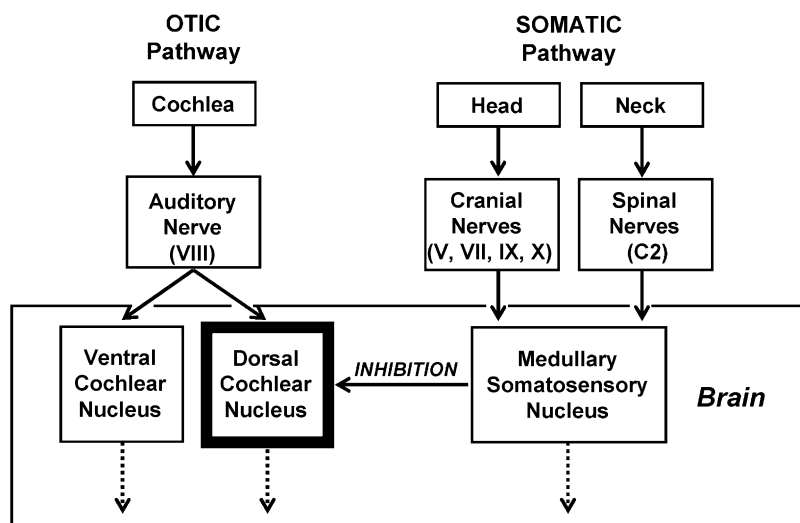 OTIC
Pathway
SOMATIC
Pathway
Cochlea
Head
Neck
Auditory
Nerve
(VIII)
Cranial
Nerves
(V, VII, IX, X)
Spinal
Nerves
(C2)
Ventral
Cochlear
Nucleus
Dorsal
Cochlear
Nucleus
INHIBITION
Medullary
Somatosensory
Nucleus
Brain